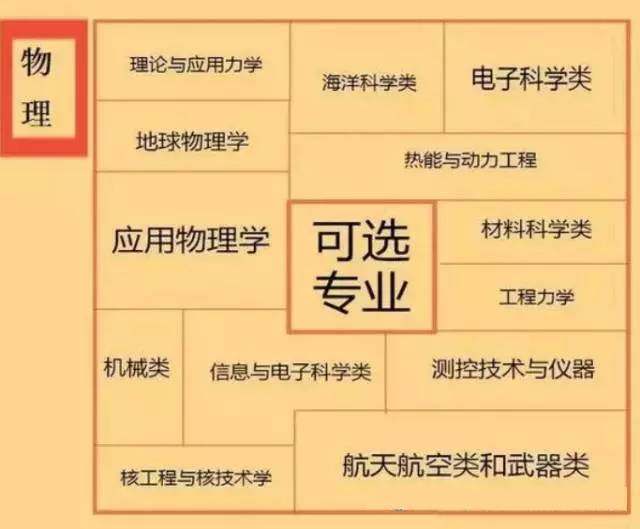 物
理
理论与应用力学
海洋科学类
电子科学类
地球物理学
热能与动力工程
应用物理学
可选
专业
材料科学类
工程力学
机械类
信息与电子科学类
测控技术与仪器
核工程与核技术学
航天航空类和武器类